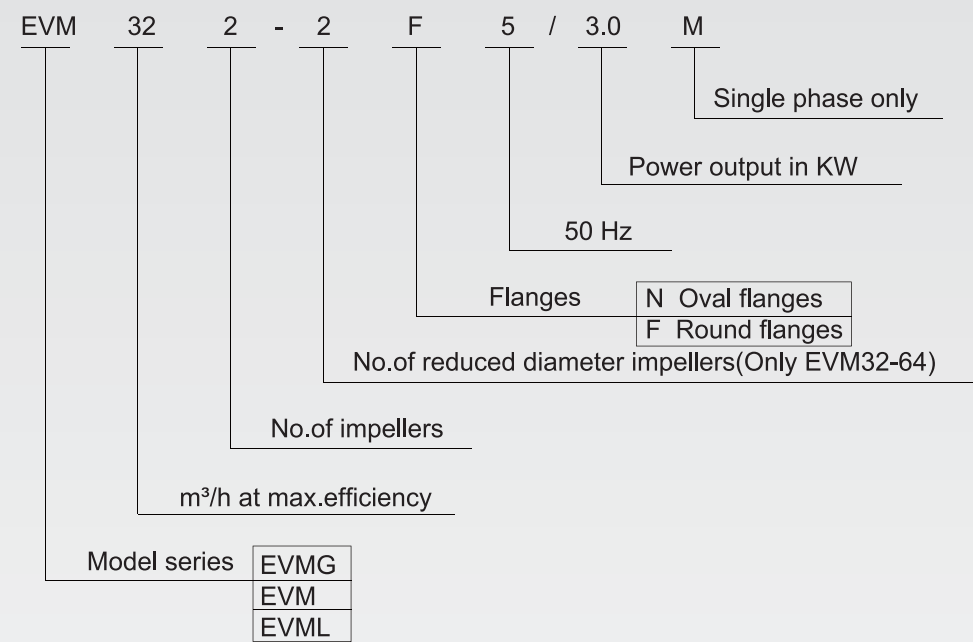 EVM 32 2 - 2 F 5 / 3.0 M
Single phase only
Power output in KW
50 Hz
Flanges
N Oval flanges
F Round flanges
No.of reduced diameter impellers(Only EVM32-64)
No.of impellers
m³/h at max.efficiency
Model series
EVMG
EVM
EVML